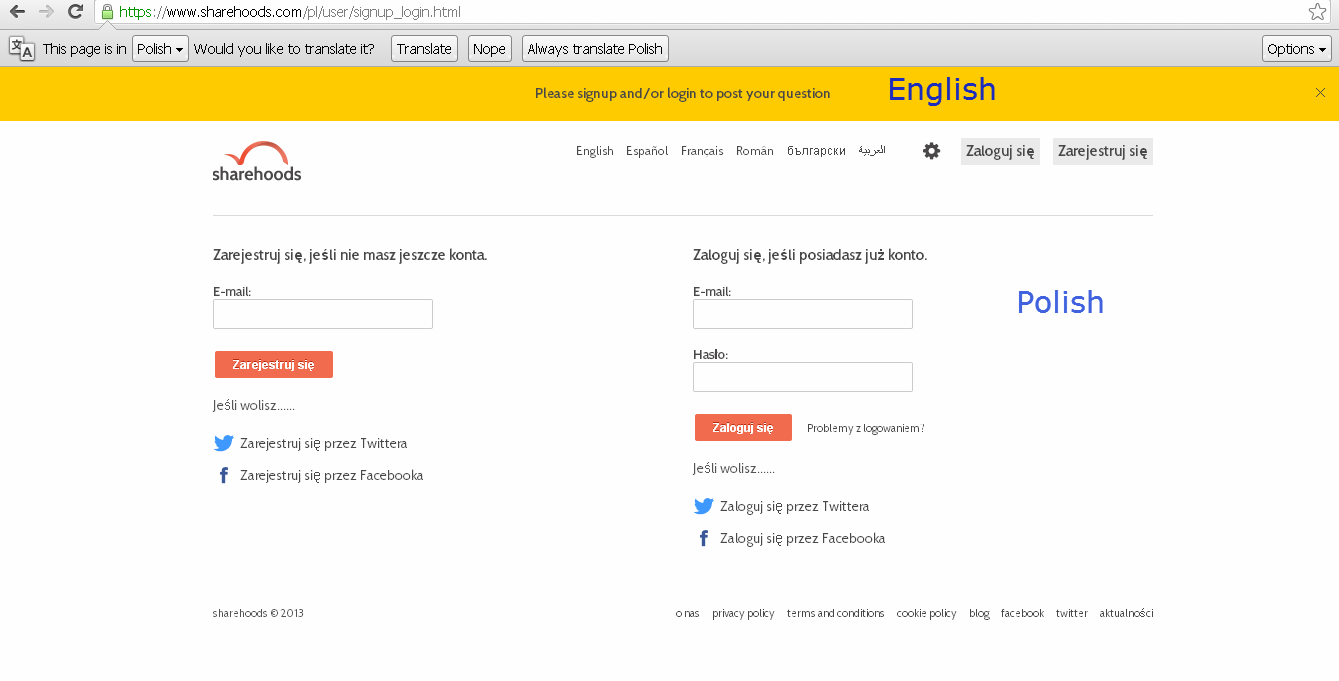 https://www.sharehoods.com/pl/user/signup_login.html
This page is in Polish Would you like to translate it? Translate Nope Always translate Polish Options
Please signup and/or login to post your question English
sharehoods
English Español Français Román български العربية Zaloguj się Zarejestruj się
Zarejestruj się, jeśli nie masz jeszcze konta.
E-mail:
Zarejestruj się
Jeśli wolisz......
Zarejestruj się przez Twittera
Zarejestruj się przez Facebooka
Zaloguj się, jeśli posiadasz już konto.
E-mail:
Polish
Hasło:
Zaloguj się Problemy z logowaniem?
Jeśli wolisz......
Zaloguj się przez Twittera
Zaloguj się przez Facebooka
sharehoods © 2013 o nas privacy policy terms and conditions cookie policy blog facebook twitter aktualności